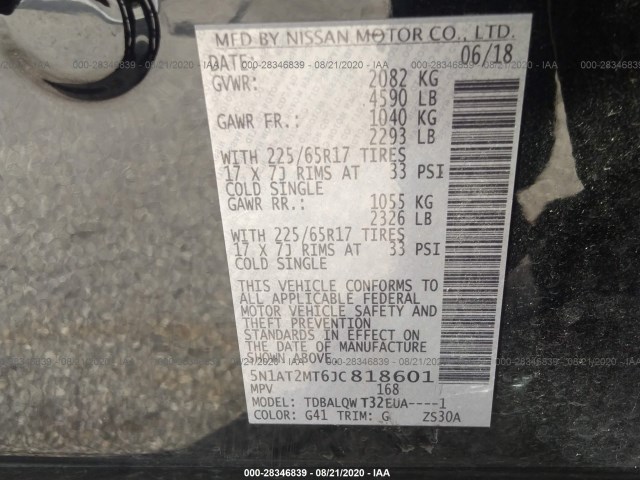 MFD BY NISSAN MOTOR CO., LTD.
DATE: 06/18
GVWR: 2082 KG
4590 LB
GAWR FR.: 1040 KG
2293 LB
WITH 225/65R17 TIRES
17 X 7J RIMS AT 33 PSI
COLD SINGLE
GAWR RR.: 1055 KG
2326 LB
WITH 225/65R17 TIRES
17 X 7J RIMS AT 33 PSI
COLD SINGLE
THIS VEHICLE CONFORMS TO
ALL APPLICABLE FEDERAL
MOTOR VEHICLE SAFETY AND
THEFT PREVENTION
STANDARDS IN EFFECT ON
THE DATE OF MANUFACTURE
SHOWN ABOVE.
5N1AT2MT6JC818601
MPV 168
MODEL: TDBALQW T32EUA----1
COLOR: G41 TRIM: G ZS30A
000-28346839 - 08/21/2020 - IAA